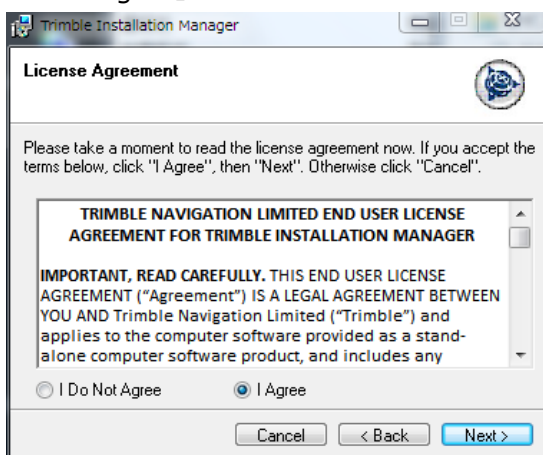 Trimble Installation Manager
License Agreement
Please take a moment to read the license agreement now. If you accept the
terms below, click "I Agree", then "Next". Otherwise click "Cancel".
TRIMBLE NAVIGATION LIMITED END USER LICENSE
AGREEMENT FOR TRIMBLE INSTALLATION MANAGER
IMPORTANT, READ CAREFULLY. THIS END USER LICENSE
AGREEMENT (“Agreement”) IS A LEGAL AGREEMENT BETWEEN
YOU AND Trimble Navigation Limited (“Trimble”) and
applies to the computer software provided as a stand-
alone computer software product, and includes any
I Do Not Agree I Agree
Cancel < Back Next >